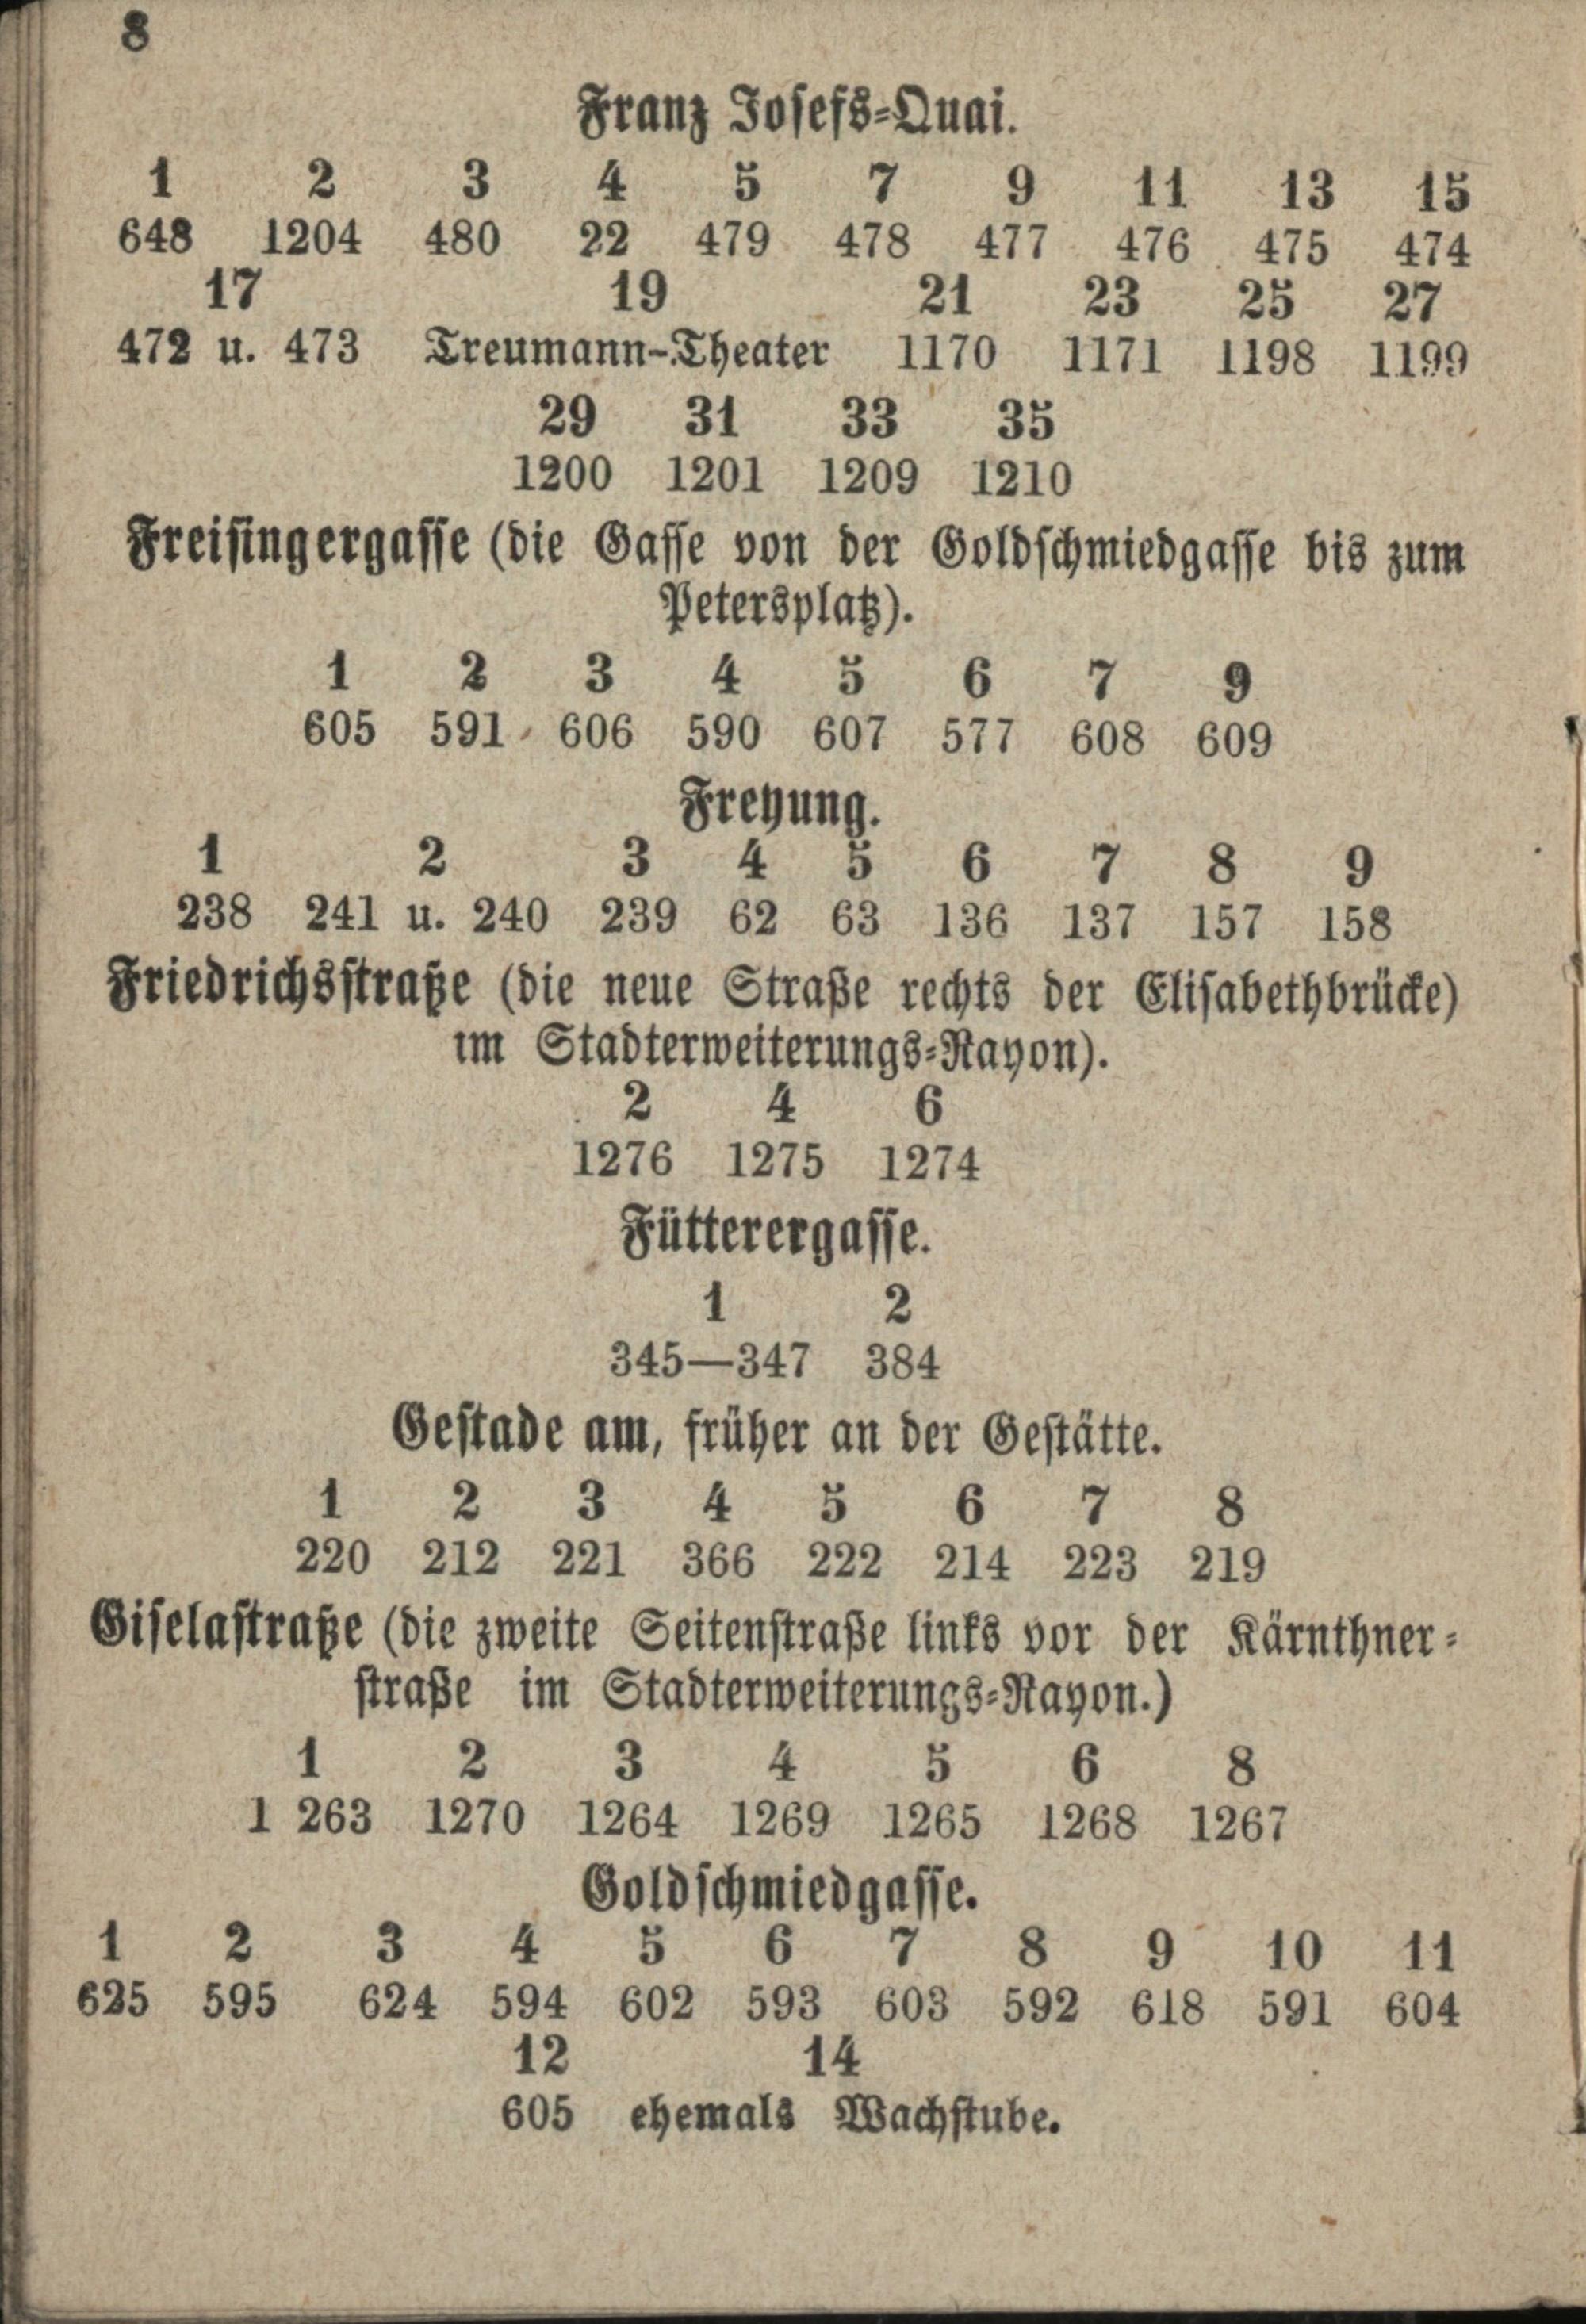 8
Franz Josefs-Quai.
1 2 3 4 5 7 9 11 13 15
648 1204 480 22 479 478 477 476 475 474
17 19 21 23 25 27
472 u. 473 Treumann-Theater 1170 1171 1198 1199
29 31 33 35
1200 1201 1209 1210
Freisingergasse (die Gasse von der Goldschmiedgasse bis zum
Petersplatz).
1 2 3 4 5 6 7 9
605 591 606 590 607 577 608 609
Freyung.
1 2 3 4 5 6 7 8 9
238 241 u. 240 239 62 63 136 137 157 158
Friedrichsstraße (die neue Straße rechts der Elisabethbrücke)
im Stadterweiterungs-Rayon).
2 4 6
1276 1275 1274
Fütterergasse.
1 2
345—347 384
Gestade am, früher an der Gestätte.
1 2 3 4 5 6 7 8
220 212 221 366 222 214 223 219
Giselastraße (die zweite Seitenstraße links vor der Kärnthner-
straße im Stadterweiterungs-Rayon.)
1 2 3 4 5 6 8
1 263 1270 1264 1269 1265 1268 1267
Goldschmiedgasse.
1 2 3 4 5 6 7 8 9 10 11
625 595 624 594 602 593 603 592 618 591 604
12 14
605 ehemals Wachstube.